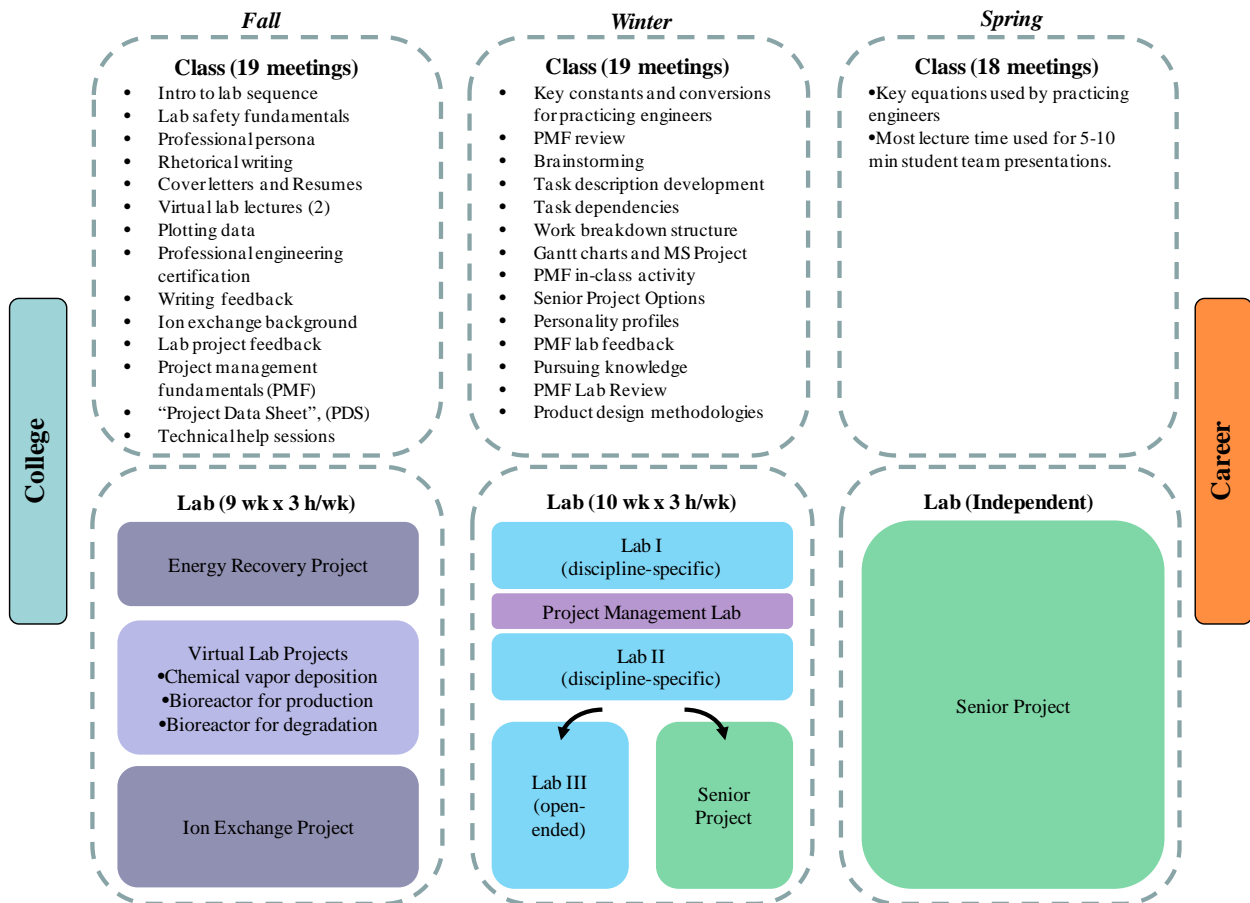 Fall
Class (19 meetings)
• Intro to lab sequence
• Lab safety fundamentals
• Professional persona
• Rhetorical writing
• Cover letters and Resumes
• Virtual lab lectures (2)
• Plotting data
• Professional engineering
certification
• Writing feedback
• Ion exchange background
• Lab project feedback
• Project management
fundamentals (PMF)
• “Project Data Sheet”, (PDS)
• Technical help sessions
Winter
Class (19 meetings)
• Key constants and conversions
for practicing engineers
• PMF review
• Brainstorming
• Task description development
• Task dependencies
• Work breakdown structure
• Gantt charts and MS Project
• PMF in-class activity
• Senior Project Options
• Personality profiles
• PMF lab feedback
• Pursuing knowledge
• PMF Lab Review
• Product design methodologies
Spring
Class (18 meetings)
•Key equations used by practicing
engineers
•Most lecture time used for 5-10
min student team presentations.
College
Career
Lab (9 wk x 3 h/wk)
Energy Recovery Project
Virtual Lab Projects
•Chemical vapor deposition
•Bioreactor for production
•Bioreactor for degradation
Ion Exchange Project
Lab (10 wk x 3 h/wk)
Lab I
(discipline-specific)
Project Management Lab
Lab II
(discipline-specific)
Lab III
(open-
ended)
Senior
Project
Lab (Independent)
Senior Project